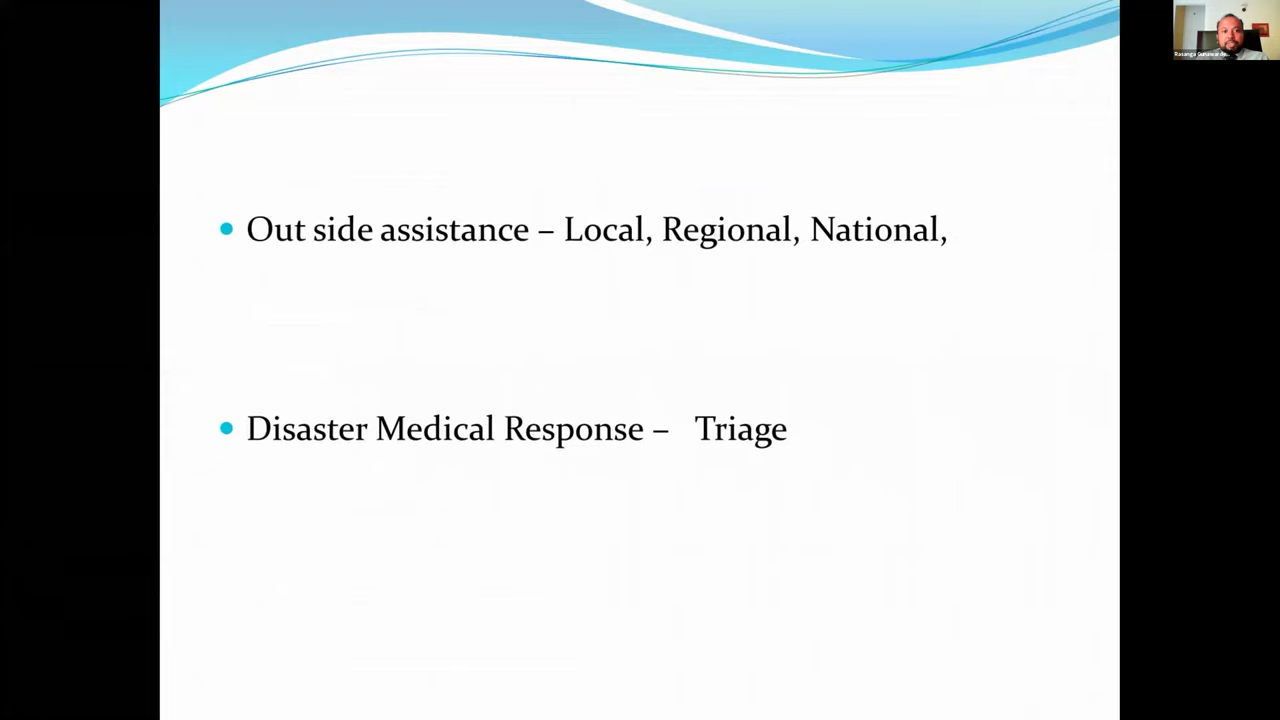 Out side assistance – Local, Regional, National,
Disaster Medical Response – Triage